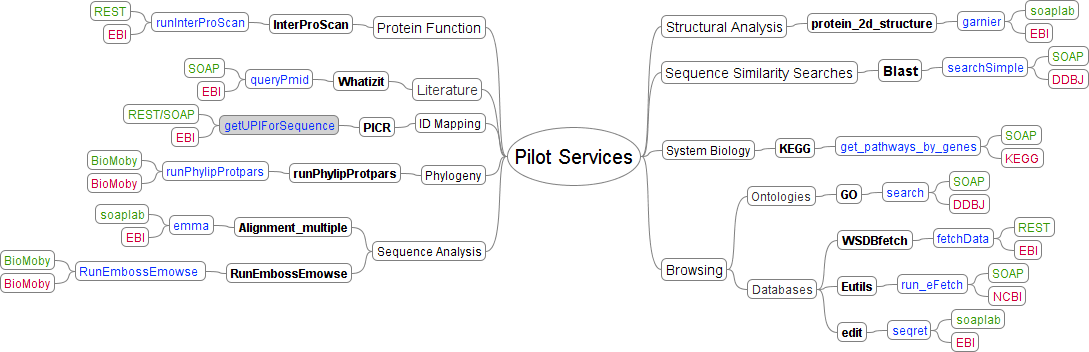 Pilot Services
Protein Function
InterProScan
runInterProScan
REST
EBI
Literature
Whatizit
queryPmid
SOAP
EBI
ID Mapping
PICR
getUPIForSequence
REST/SOAP
EBI
Phylogeny
runPhylipProtpars
runPhylipProtpars
BioMoby
BioMoby
Sequence Analysis
Alignment_multiple
emma
soaplab
EBI
RunEmbossEmowse
RunEmbossEmowse
BioMoby
BioMoby
Structural Analysis
protein_2d_structure
garnier
soaplab
EBI
Sequence Similarity Searches
Blast
searchSimple
SOAP
DDBJ
System Biology
KEGG
get_pathways_by_genes
SOAP
KEGG
Browsing
Ontologies
GO
search
SOAP
DDBJ
Databases
WSDBfetch
fetchData
REST
EBI
Eutils
run_eFetch
SOAP
NCBI
edit
seqret
soaplab
EBI